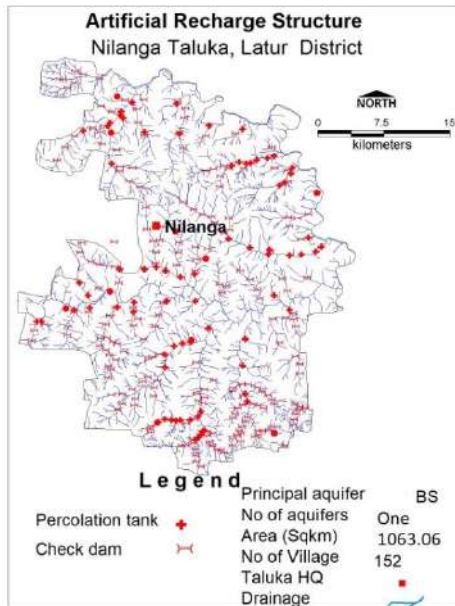 Artificial Recharge Structure
Nilanga Taluka, Latur District
NORTH
0 7.5 15
kilometers
Nilanga
Legend
Percolation tank
Check dam
Principal aquifer BS
No of aquifers One
Area (Sqkm) 1063.06
No of Village 152
Taluka HQ
Drainage